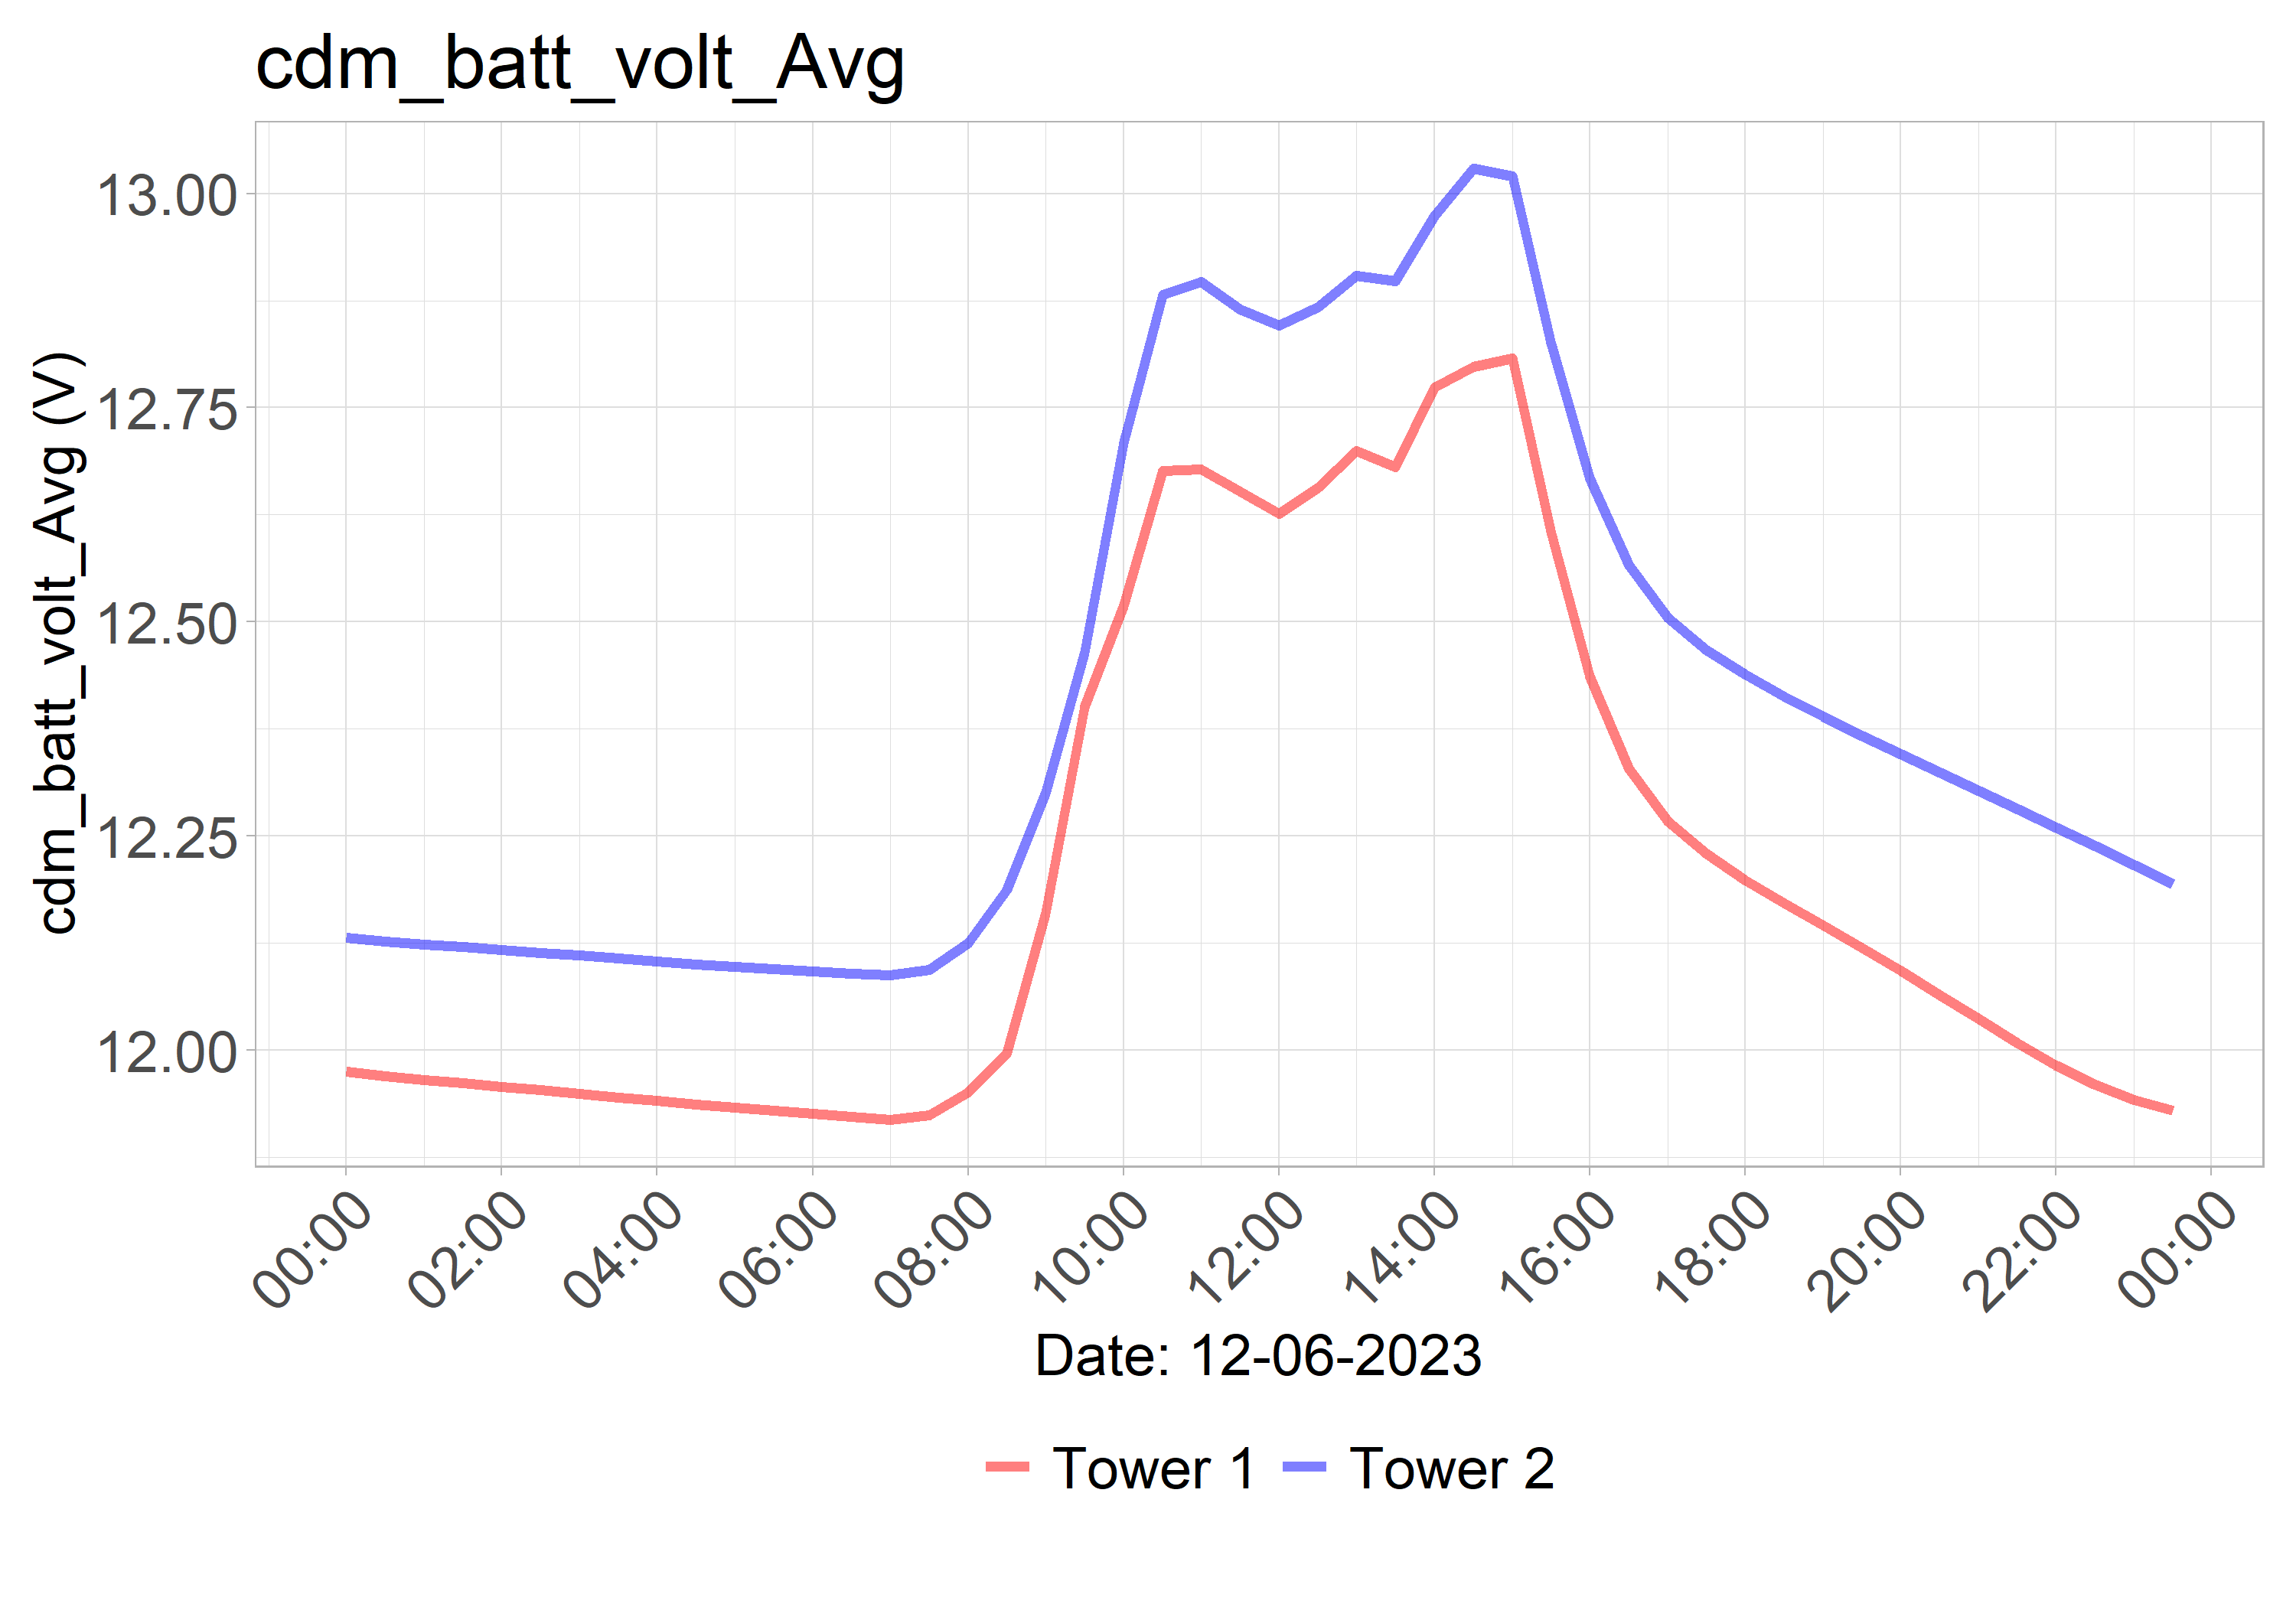 cdm_batt_volt_Avg
cdm_batt_volt_Avg (V)
13.00
12.75
12.50
12.25
12.00
00:00 02:00 04:00 06:00 08:00 10:00 12:00 14:00 16:00 18:00 20:00 22:00 00:00
Date: 12-06-2023
Tower 1 Tower 2